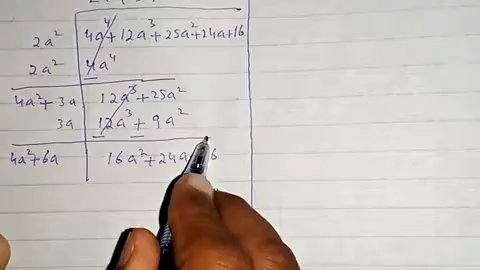 2a² 4a⁴+12a³+25a²+24a+16
2a² 4a⁴
4a²+3a 12a³+25a²
3a 12a³+9a²
4a²+6a 16a²+24a 16